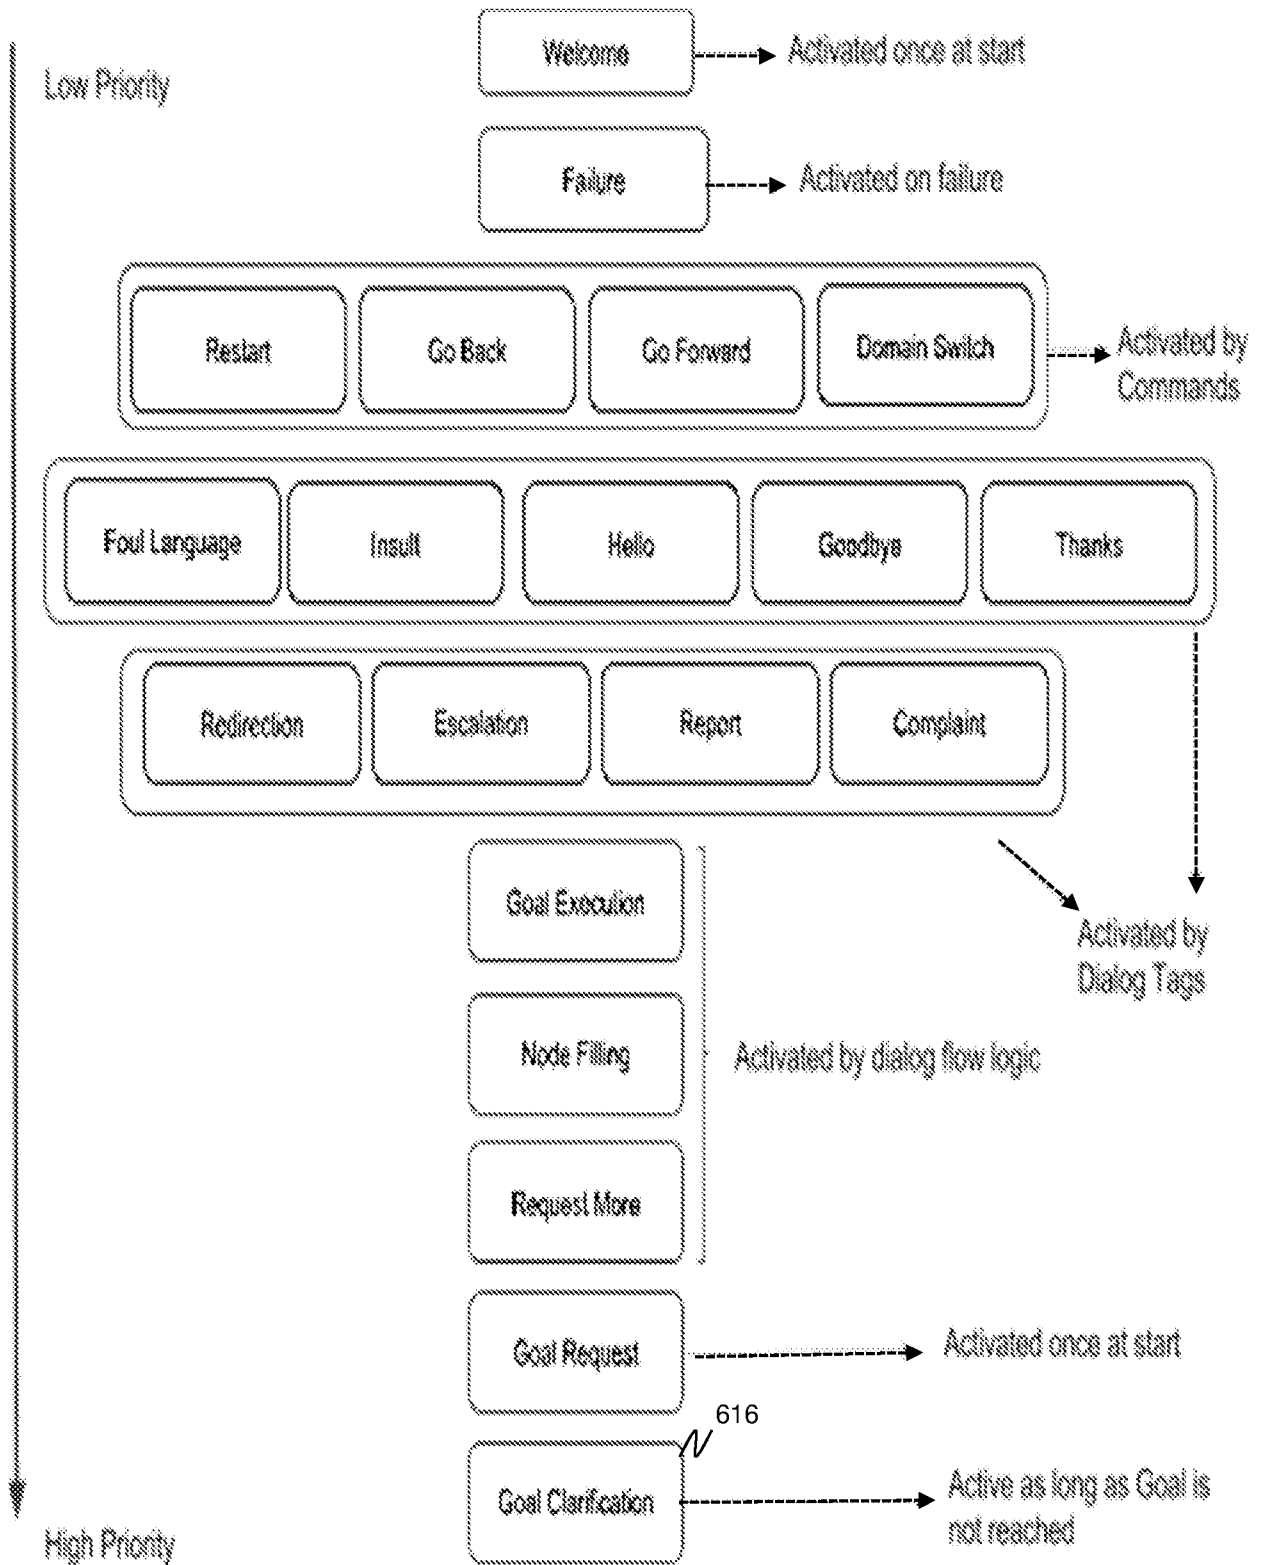 Welcome
Activated once at start
Low Priority
Failure
Activated on failure
Restart
Go Back
Go Forward
Domain Switch
Activated by
Commands
Foul Language
Insult
Hello
Goodbye
Thanks
Redirection
Escalation
Report
Complaint
Goal Execution
Activated by
Dialog Tags
Node Filling
Activated by dialog flow logic
Request More
Goal Request
Activated once at start
616
Goal Clarification
Active as long as Goal is
not reached
High Priority